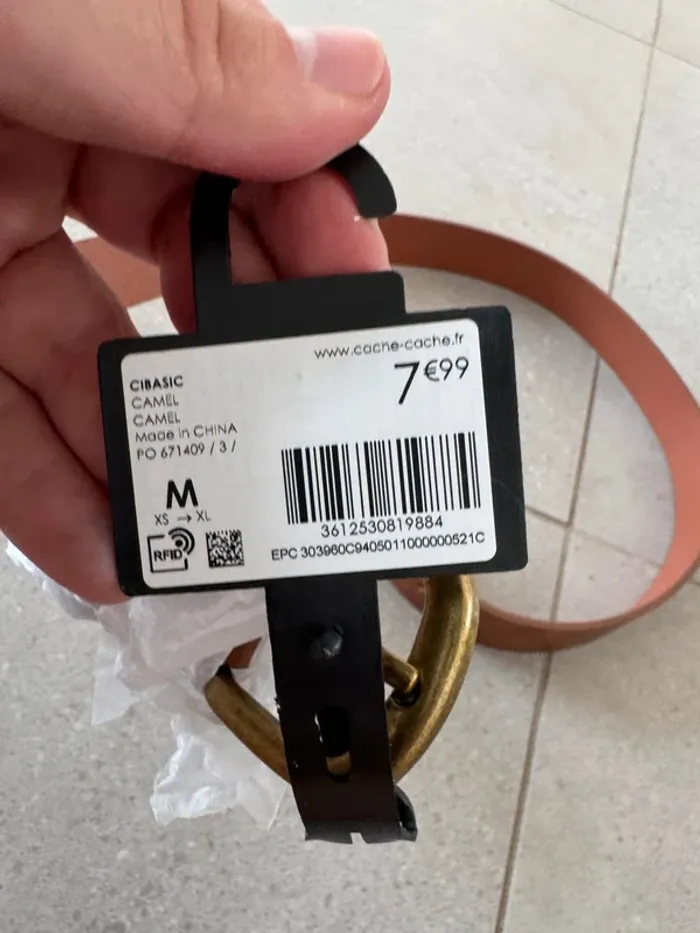 www.cache-cache.fr
7€99
CIBASIC
CAMEL
CAMEL
Made in CHINA
PO 671409 / 3 /
M
XS → XL
RFID
3612530819884
EPC 303960C9405011000000521C